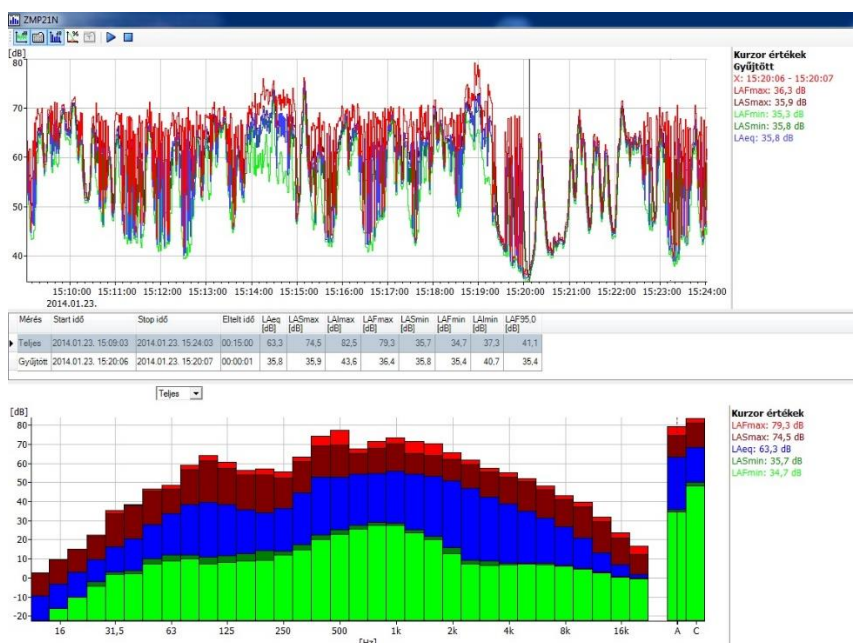 ZMP21N
[dB]
80
70
60
50
40
15:10:00 15:11:00 15:12:00 15:13:00 15:14:00 15:15:00 15:16:00 15:17:00 15:18:00 15:19:00 15:20:00 15:21:00 15:22:00 15:23:00 15:24:00
2014.01.23.
Kurzor értékek
Gyűjtött
X: 15:20:06 - 15:20:07
LAFmax: 36,3 dB
LASmax: 35,9 dB
LAFmin: 35,3 dB
LASmin: 35,8 dB
LAeq: 35,8 dB
Mérés Start idő Stop idő Eltelt idő LAeq [dB] LASmax [dB] LAImax [dB] LAFmax [dB] LASmin [dB] LAFmin [dB] LAImin [dB] LAF95,0 [dB]
Teljes 2014.01.23. 15:09:03 2014.01.23. 15:24:03 00:15:00 63,3 74,5 82,5 79,3 35,7 34,7 37,3 41,1
Gyűjtött 2014.01.23. 15:20:06 2014.01.23. 15:20:07 00:00:01 35,8 35,9 43,6 36,4 35,8 35,4 40,7 35,4
Teljes
[dB]
80
70
60
50
40
30
20
10
0
-10
-20
16 31,5 63 125 250 500 1k 2k 4k 8k 16k A C
[Hz]
Kurzor értékek
LAFmax: 79,3 dB
LASmax: 74,5 dB
LAeq: 63,3 dB
LASmin: 35,7 dB
LAFmin: 34,7 dB